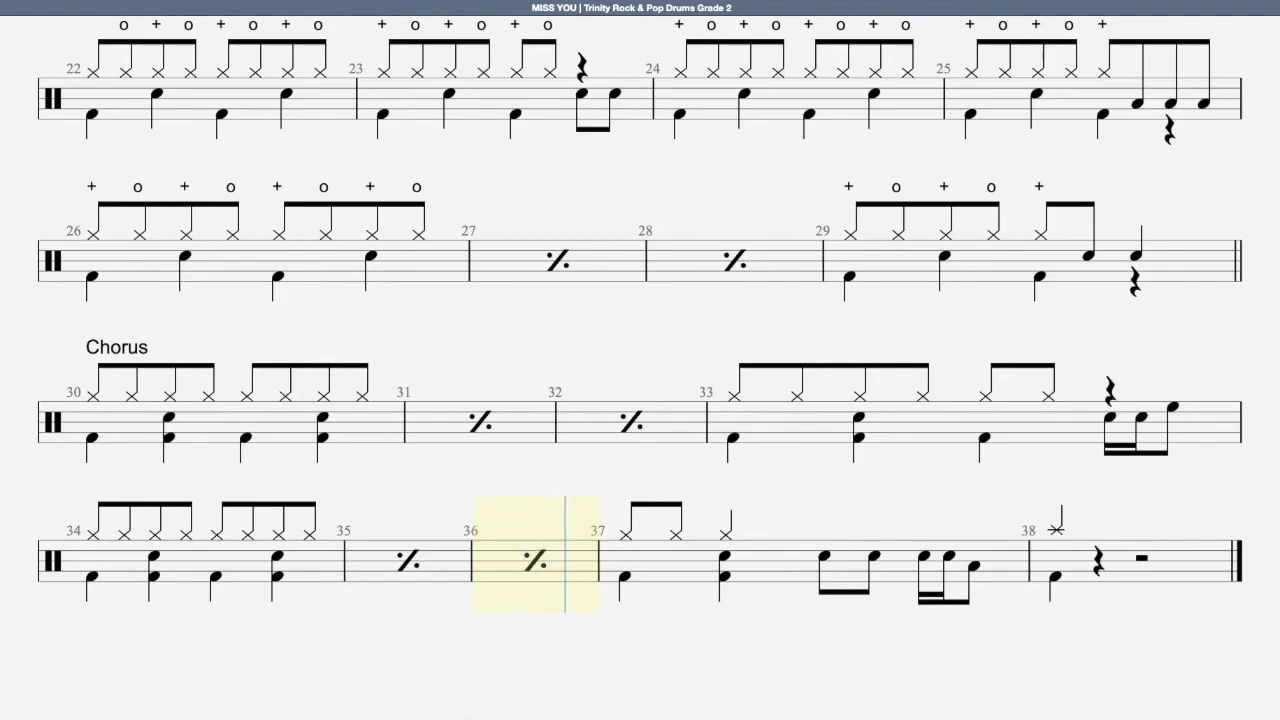 MISS YOU | Trinity Rock & Pop Drums Grade 2
o + o + o + o
+ o + o + o
+ o + o + o + o
+ o + o +
22
23
24
25
+ o + o + o + o
+ o + o +
26
27
28
29
Chorus
30
31
32
33
34
35
36
37
38